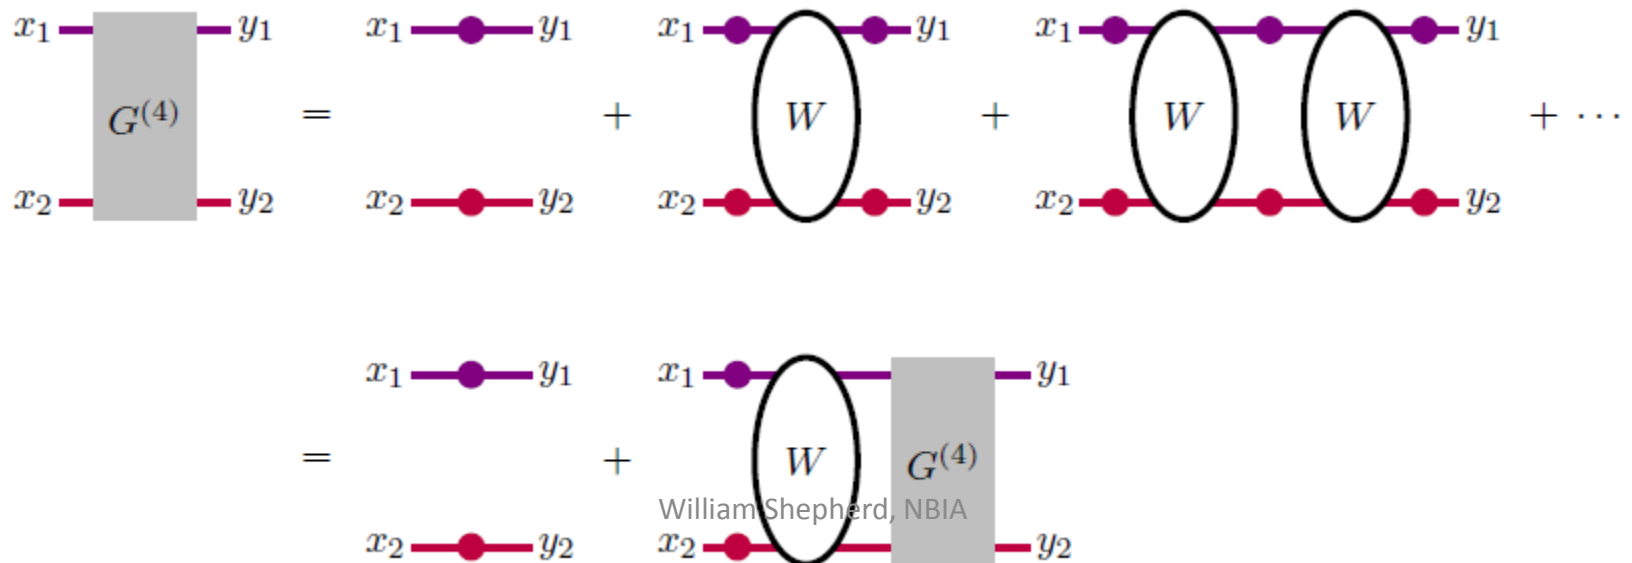 x₁ y₁ x₁ y₁ x₁ y₁ x₁ y₁
G⁽⁴⁾ = + W + W W + ⋯
x₂ y₂ x₂ y₂ x₂ y₂ x₂ y₂
x₁ y₁ x₁ y₁
= + W G⁽⁴⁾
William Shepherd, NBIA
x₂ y₂ x₂ y₂